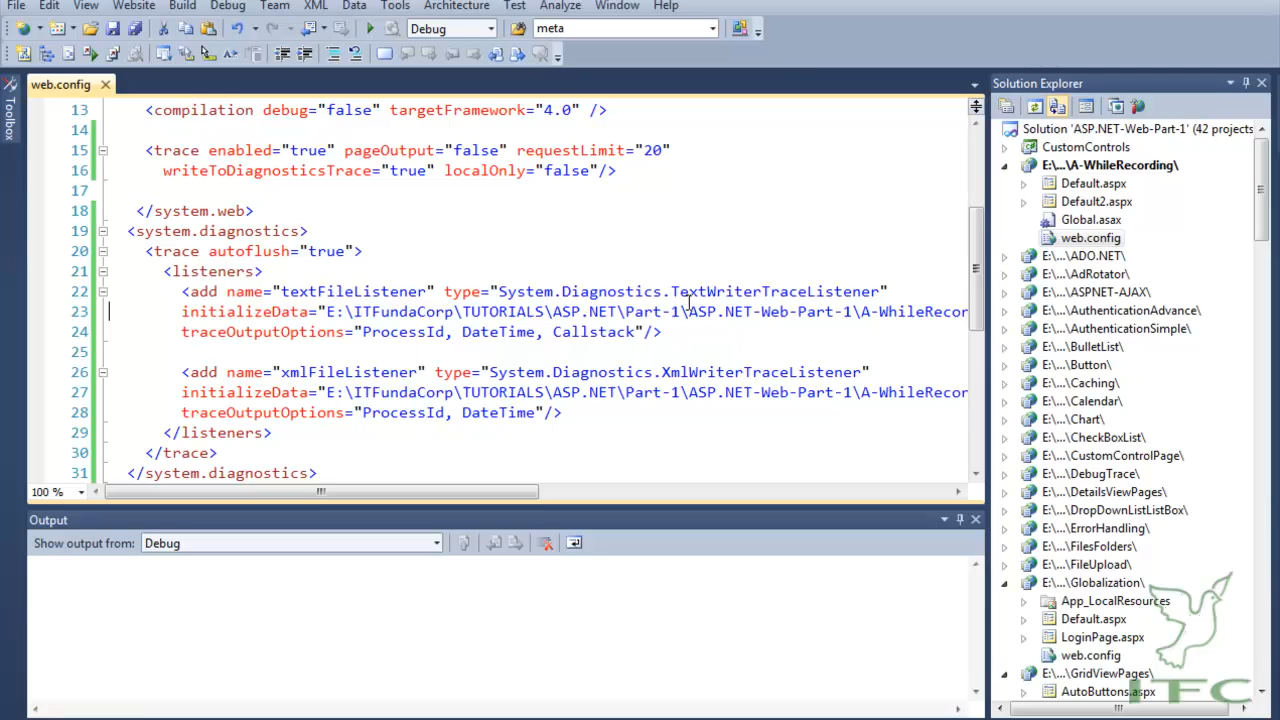 File Edit View Website Build Debug Team XML Data Tools Architecture Test Analyze Window Help
Debug meta
Toolbox
web.config
13 <compilation debug="false" targetFramework="4.0" />
14
15 <trace enabled="true" pageOutput="false" requestLimit="20"
16 writeToDiagnosticsTrace="true" localOnly="false"/>
17
18 </system.web>
19 <system.diagnostics>
20 <trace autoflush="true">
21 <listeners>
22 <add name="textFileListener" type="System.Diagnostics.TextWriterTraceListener"
23 initializeData="E:\ITFundaCorp\TUTORIALS\ASP.NET\Part-1\ASP.NET-Web-Part-1\A-WhileRecor
24 traceOutputOptions="ProcessId, DateTime, Callstack"/>
25
26 <add name="xmlFileListener" type="System.Diagnostics.XmlWriterTraceListener"
27 initializeData="E:\ITFundaCorp\TUTORIALS\ASP.NET\Part-1\ASP.NET-Web-Part-1\A-WhileRecor
28 traceOutputOptions="ProcessId, DateTime"/>
29 </listeners>
30 </trace>
31 </system.diagnostics>
100 %
Output
Show output from: Debug
Solution Explorer
Solution 'ASP.NET-Web-Part-1' (42 projects
CustomControls
E:\...\A-WhileRecording\
Default.aspx
Default2.aspx
Global.asax
web.config
E:\...\ADO.NET\
E:\...\AdRotator\
E:\...\ASPNET-AJAX\
E:\...\AuthenticationAdvance\
E:\...\AuthenticationSimple\
E:\...\BulletList\
E:\...\Button\
E:\...\Caching\
E:\...\Calendar\
E:\...\Chart\
E:\...\CheckBoxList\
E:\...\CustomControlPage\
E:\...\DebugTrace\
E:\...\DetailsViewPages\
E:\...\DropDownListListBox\
E:\...\ErrorHandling\
E:\...\FilesFolders\
E:\...\FileUpload\
E:\...\Globalization\
App_LocalResources
Default.aspx
LoginPage.aspx
web.config
E:\...\GridViewPages\
AutoButtons.aspx
ITFC